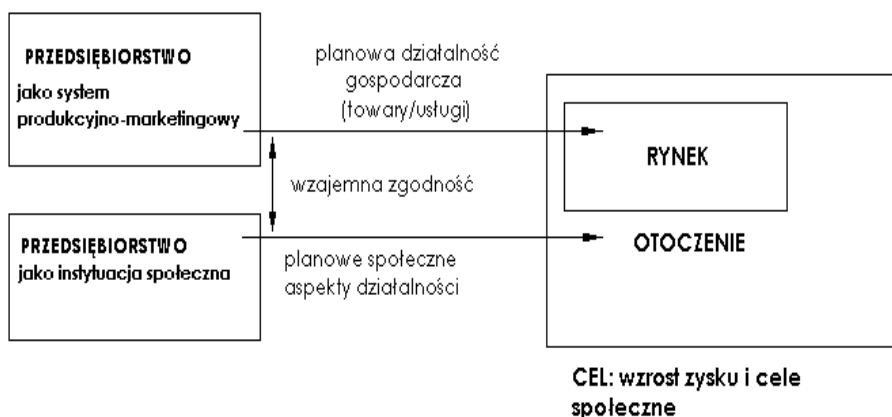 PRZEDSIĘBIORSTWO
jako system
produkcyjno-marketingowy
planowa działalność
gospodarcza
(towary/usługi)
RYNEK
wzajemna zgodność
PRZEDSIĘBIORSTWO
jako instytuacja społeczna
OTOCZENIE
planowe społeczne
aspekty działalności
CEL: wzrost zysku i cele
społeczne